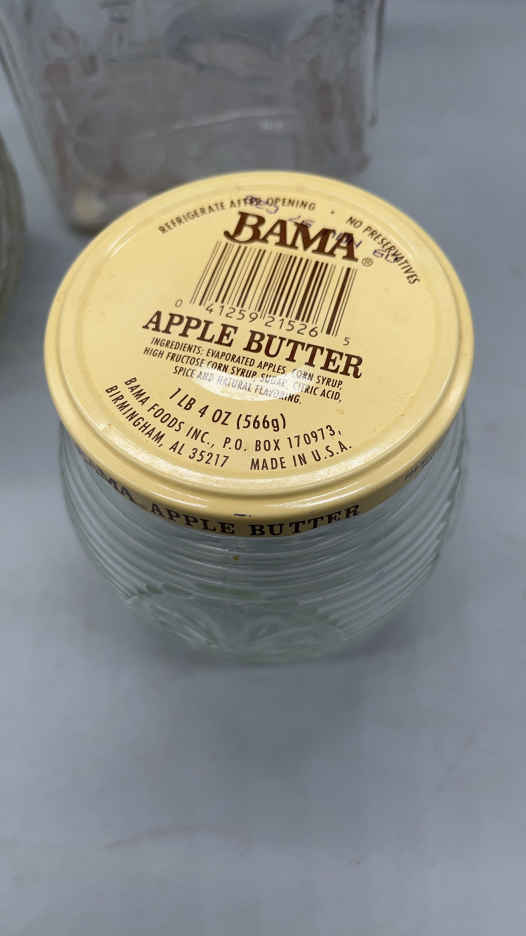 REFRIGERATE AFTER OPENING • NO PRESERVATIVES
BAMA®
0 41259 21526 5
APPLE BUTTER
INGREDIENTS: EVAPORATED APPLES, CORN SYRUP,
HIGH FRUCTOSE CORN SYRUP, SUGAR, CITRIC ACID,
SPICE AND NATURAL FLAVORING.
1 LB 4 OZ (566g)
BAMA FOODS INC., P.O. BOX 170973,
BIRMINGHAM, AL 35217 MADE IN U.S.A.
BAMA APPLE BUTTER